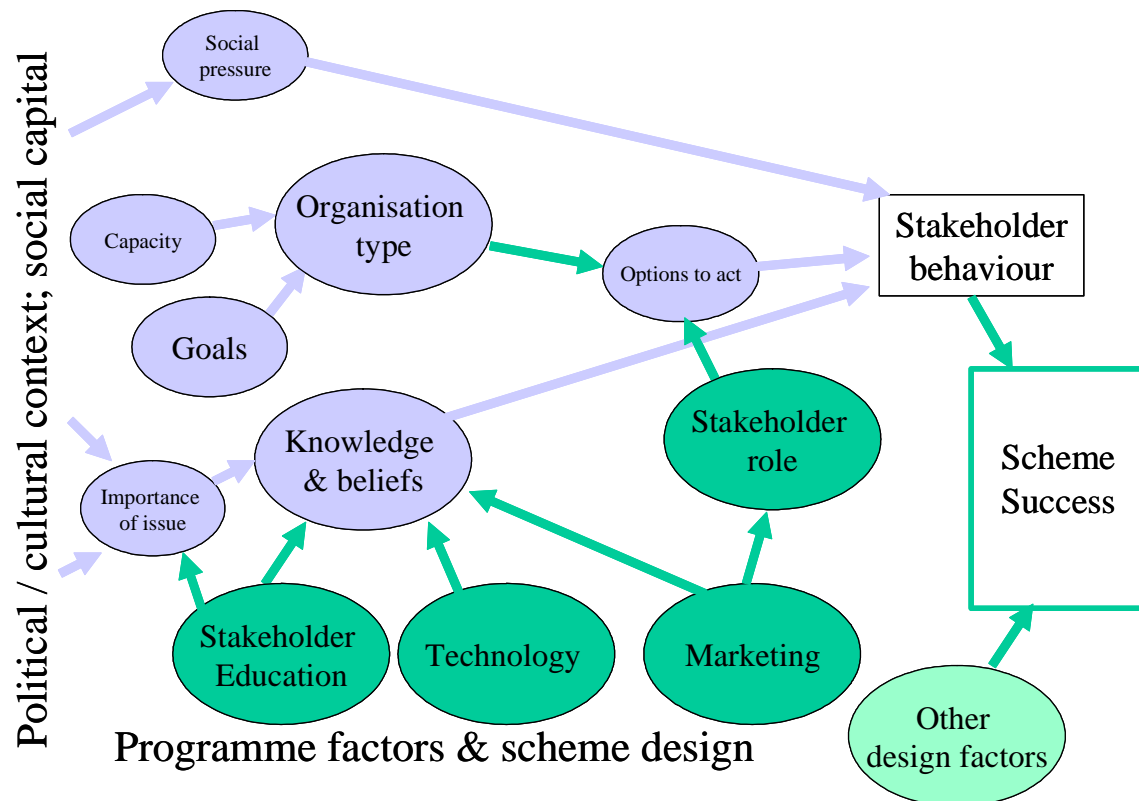 Political / cultural context; social capital
Social
pressure
Capacity
Organisation
type
Goals
Options to act
Stakeholder
behaviour
Knowledge
& beliefs
Importance
of issue
Stakeholder
role
Scheme
Success
Stakeholder
Education
Technology
Marketing
Other
design factors
Programme factors & scheme design